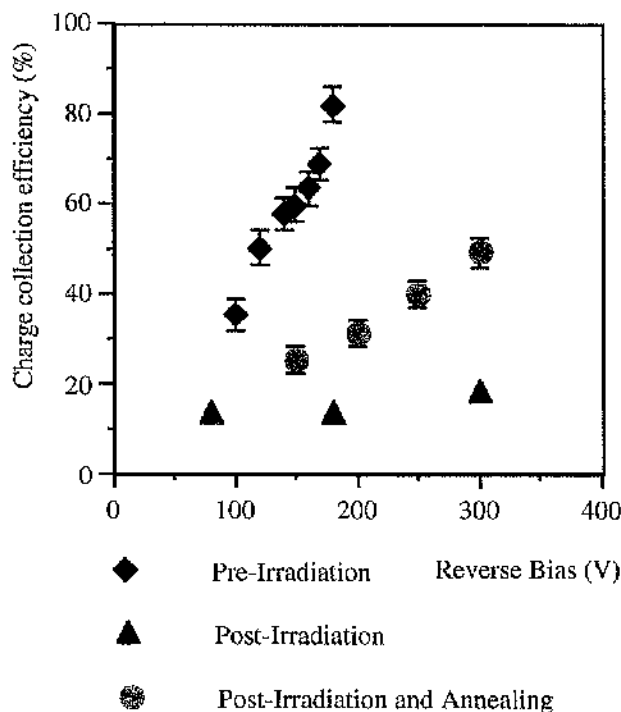 100
80
60
40
20
0
Charge collection efficiency (%)
0 100 200 300 400
Pre-Irradiation Reverse Bias (V)
Post-Irradiation
Post-Irradiation and Annealing